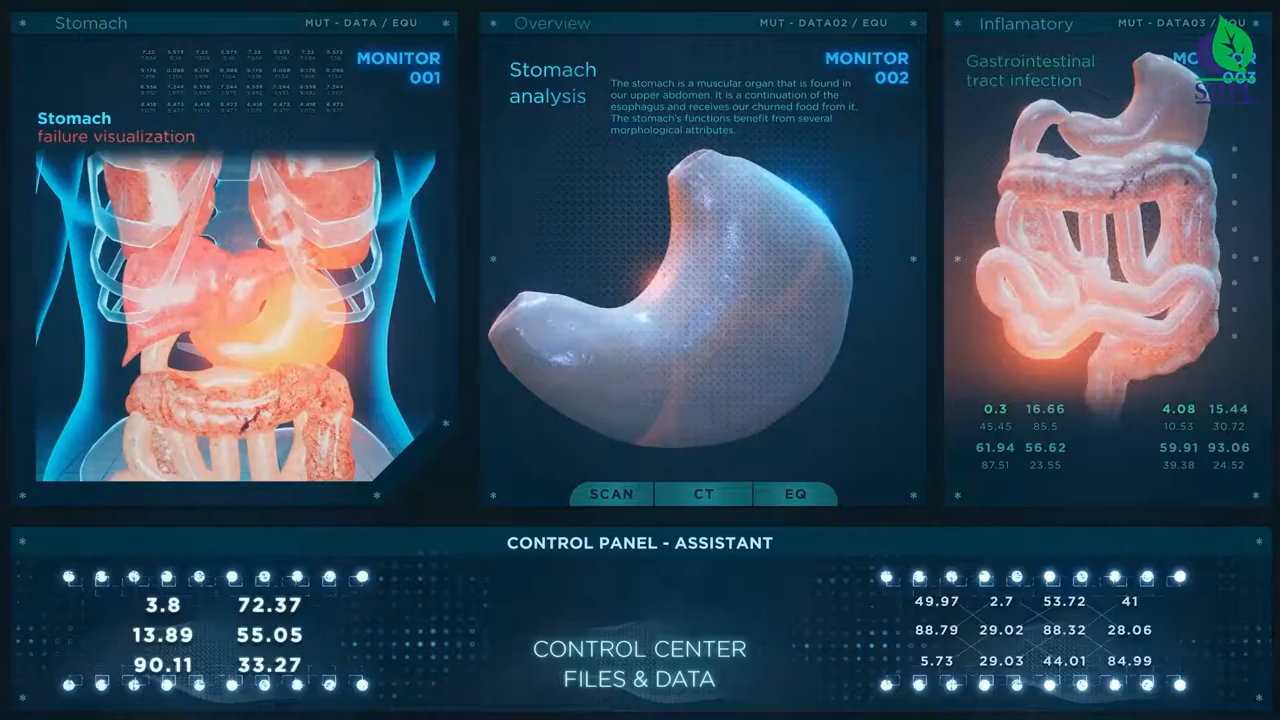 Stomach
MUT - DATA / EQU
MONITOR
001
Stomach
failure visualization
Overview
MUT - DATA02 / EQU
MONITOR
002
Stomach
analysis
The stomach is a muscular organ that is found in
our upper abdomen. It is a continuation of the
esophagus and receives our churned food from it.
The stomach's functions benefit from several
morphological attributes.
SCAN CT EQ
Inflamatory
MUT - DATA03 /
003
Gastrointestinal
tract infection
0.3 16.66
45.45 85.5
61.94 56.62
87.51 23.55
4.08 15.44
10.53 30.72
59.91 93.06
39.38 24.52
CONTROL PANEL - ASSISTANT
3.8 72.37
13.89 55.05
90.11 33.27
CONTROL CENTER
FILES & DATA
49.97 2.7 53.72 41
88.79 29.02 88.32 28.06
5.73 29.03 44.01 84.99